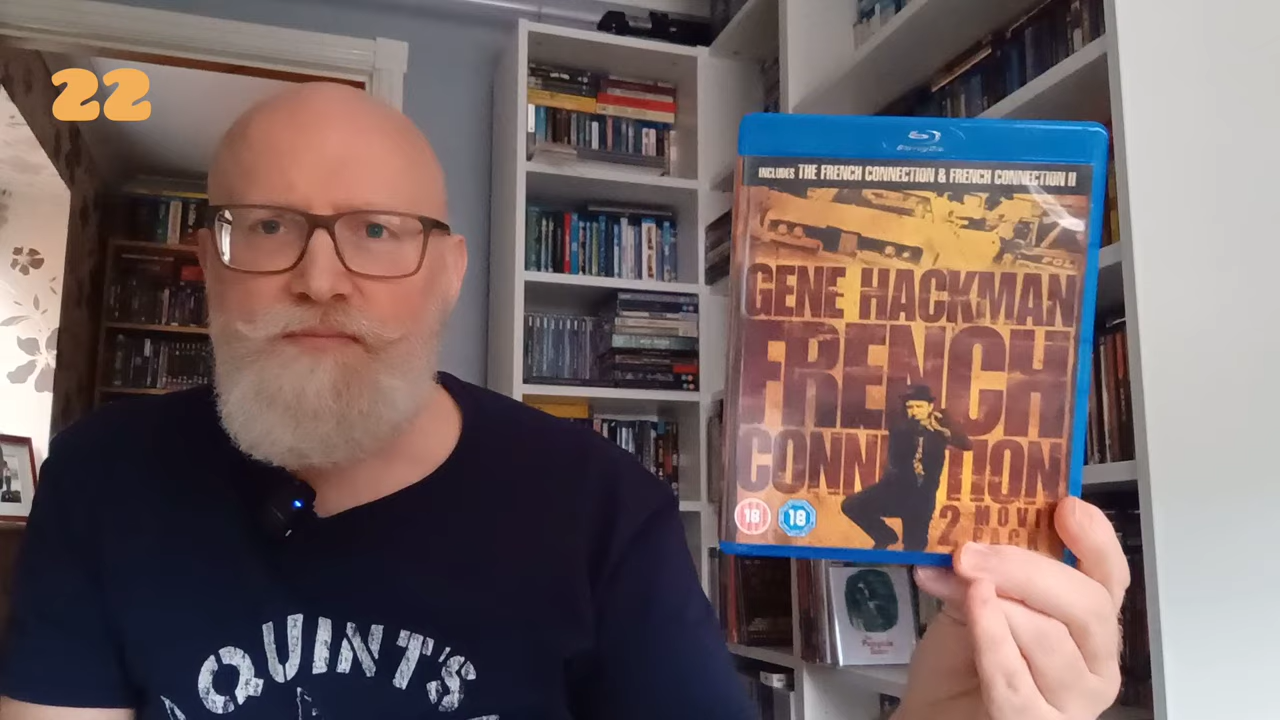 22
Blu-ray Disc
INCLUDES THE FRENCH CONNECTION & FRENCH CONNECTION II
GENE HACKMAN
FRENCH
CONNECTION
2 MOVIE
PACK
18
18
QUINT'S